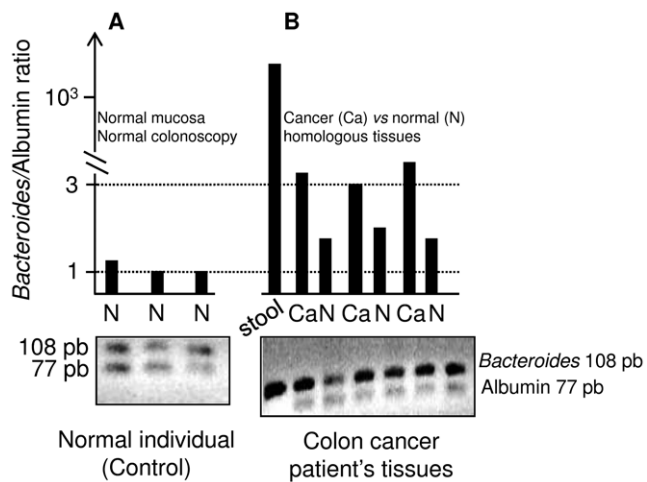 A
B
Bacteroides/Albumin ratio
10³
3
1
Normal mucosa
Normal colonoscopy
Cancer (Ca) vs normal (N)
homologous tissues
N N N
stool Ca N Ca N Ca N
108 pb
77 pb
Bacteroides 108 pb
Albumin 77 pb
Normal individual
(Control)
Colon cancer
patient's tissues